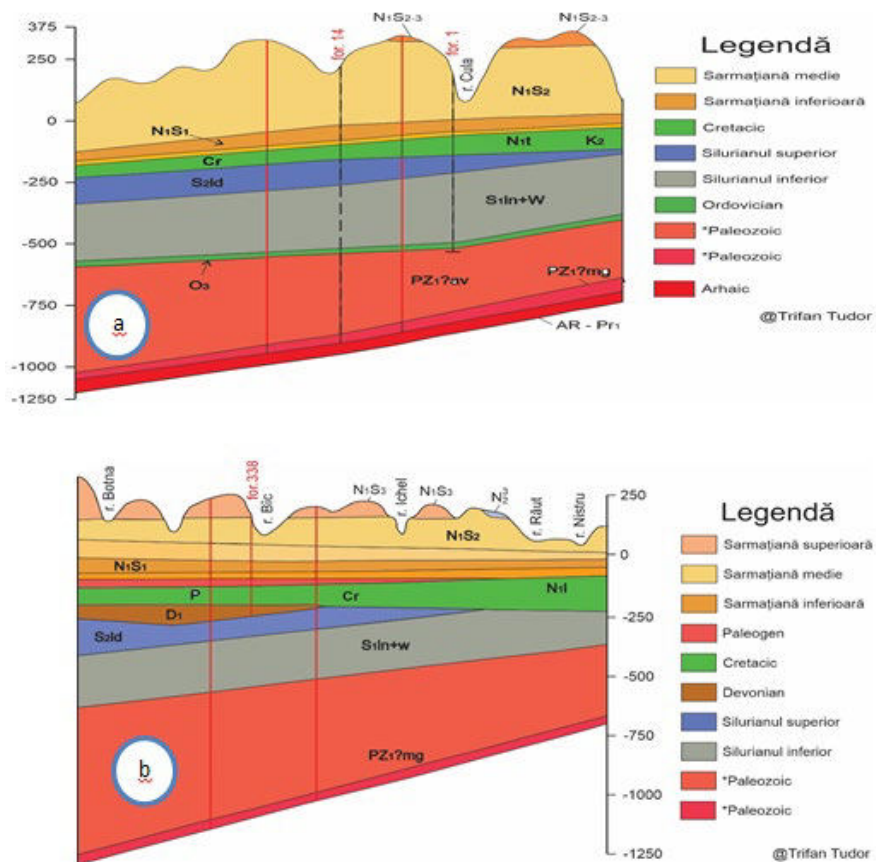 N₁S₂₋₃
N₁S₂₋₃
375
250
0
-250
-500
-750
-1000
-1250
for. 14
for. 1
r. Cula
N₁S₁
N₁S₂
Cr
N₁t
K₂
S₂ld
S₁ln+W
O₃
PZ₁?av
PZ₁?mg
AR - Pr₁
a
Legendă
Sarmațiană medie
Sarmațiană inferioară
Cretacic
Silurianul superior
Silurianul inferior
Ordovician
*Paleozoic
*Paleozoic
Arhaic
@Trifan Tudor
r. Botna
for.338
r. Bîc
N₁S₃
r. Ichel
N₁S₃
r. Răut
r. Nistru
250
0
-250
-500
-750
-1000
-1250
N₁S₂
N₁S₁
P
Cr
N₁l
D₁
S₂ld
S₁ln+w
PZ₁?mg
b
Legendă
Sarmațiană superioară
Sarmațiană medie
Sarmațiană inferioară
Paleogen
Cretacic
Devonian
Silurianul superior
Silurianul inferior
*Paleozoic
*Paleozoic
@Trifan Tudor